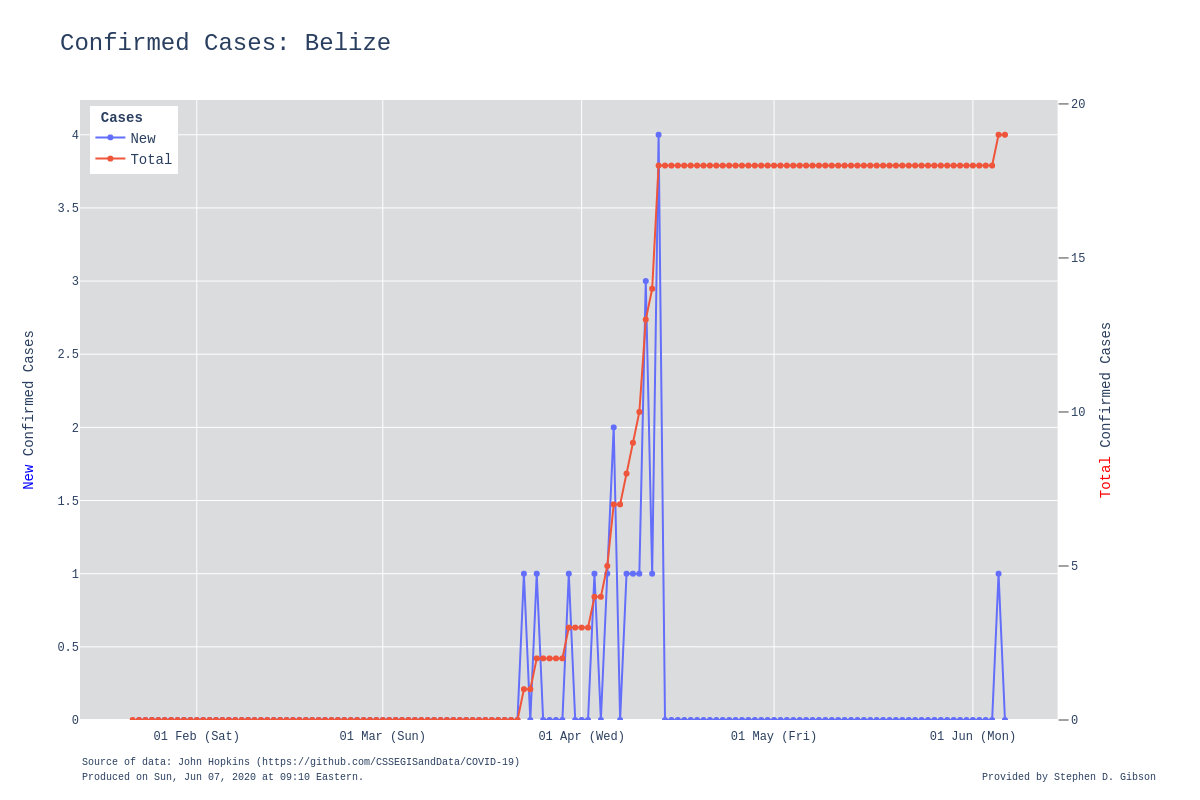 Confirmed Cases: Belize
Cases
New
Total
4
3.5
3
2.5
2
1.5
1
0.5
0
New Confirmed Cases
20
15
10
5
0
Total Confirmed Cases
01 Feb (Sat)
01 Mar (Sun)
01 Apr (Wed)
01 May (Fri)
01 Jun (Mon)
Source of data: John Hopkins (https://github.com/CSSEGISandData/COVID-19)
Produced on Sun, Jun 07, 2020 at 09:10 Eastern.
Provided by Stephen D. Gibson